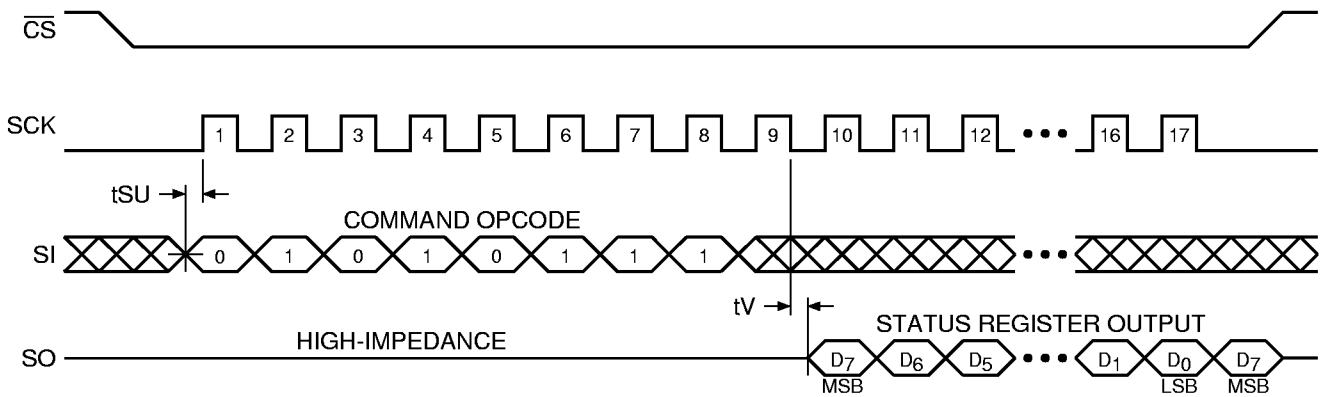 CS
SCK 1 2 3 4 5 6 7 8 9 10 11 12 16 17
tSU
COMMAND OPCODE
SI 0 1 0 1 0 1 1 1
tV
STATUS REGISTER OUTPUT
HIGH-IMPEDANCE
SO D7 D6 D5 D1 D0 D7
MSB LSB MSB